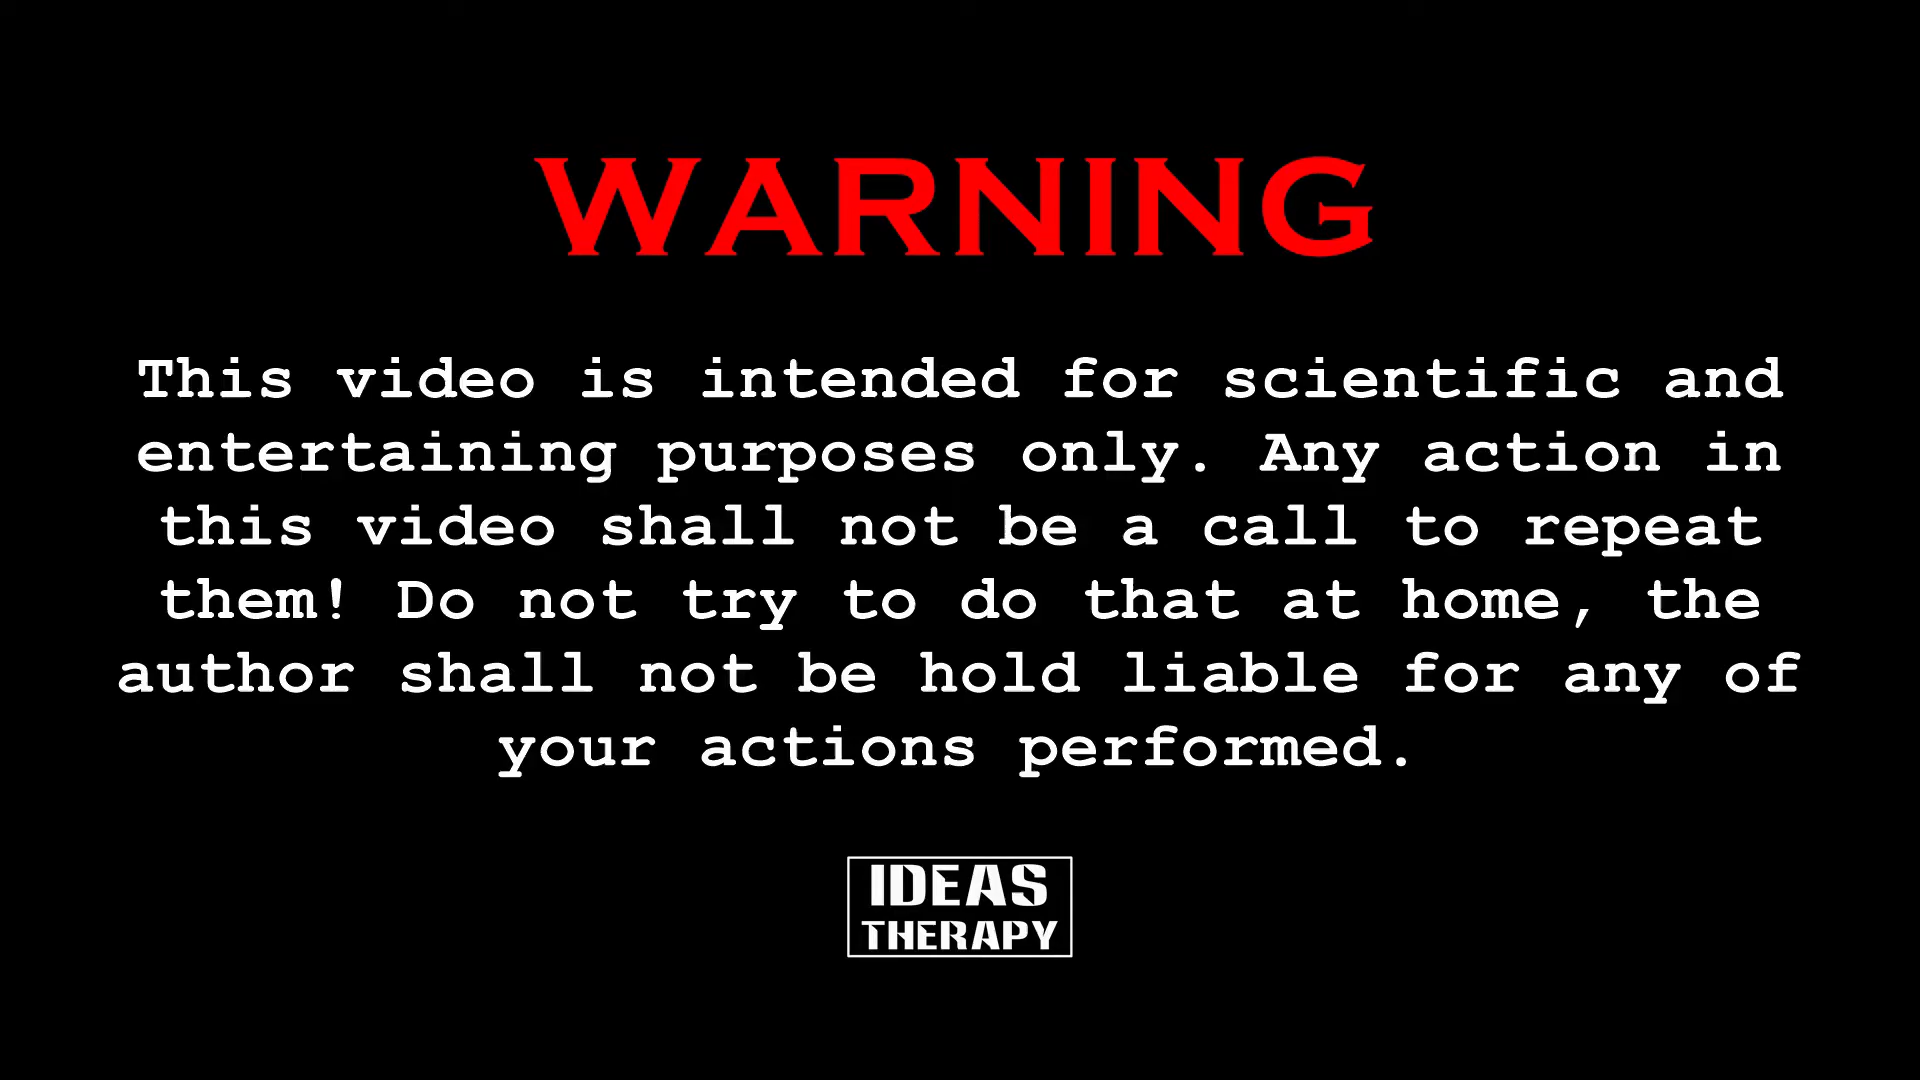 WARNING
This video is intended for scientific and
entertaining purposes only. Any action in
this video shall not be a call to repeat
them! Do not try to do that at home, the
author shall not be hold liable for any of
your actions performed.
IDEAS
THERAPY